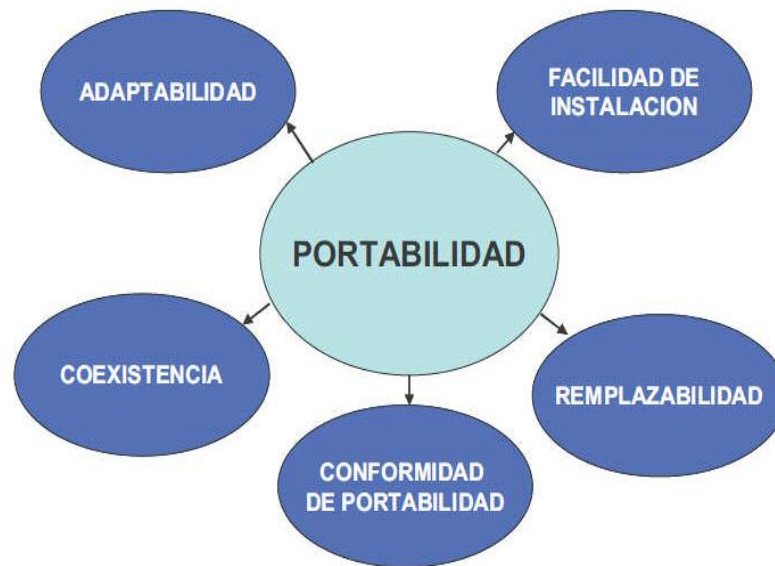 ADAPTABILIDAD
FACILIDAD DE
INSTALACION
PORTABILIDAD
COEXISTENCIA
REMPLAZABILIDAD
CONFORMIDAD
DE PORTABILIDAD